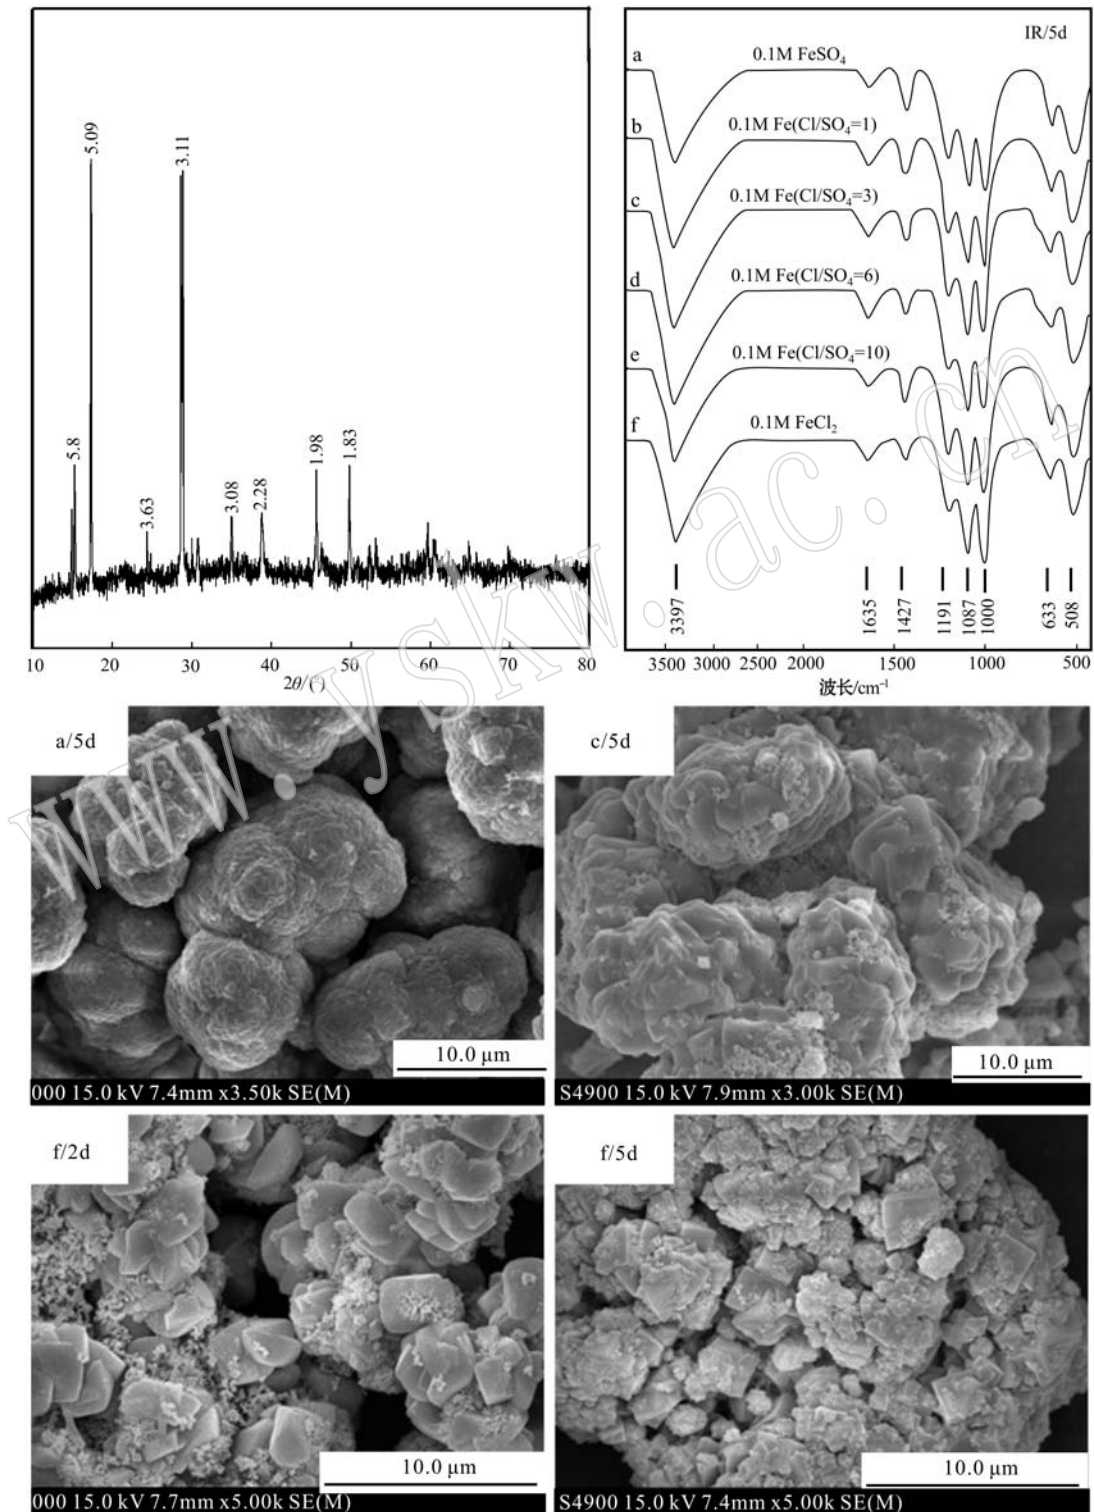 5.8
5.09
3.63
3.11
3.08
2.28
1.98
1.83
10 20 30 40 50 60 70 80
2θ/(°)
IR/5d
a
0.1M FeSO₄
b
0.1M Fe(Cl/SO₄=1)
c
0.1M Fe(Cl/SO₄=3)
d
0.1M Fe(Cl/SO₄=6)
e
0.1M Fe(Cl/SO₄=10)
f
0.1M FeCl₂
3397
1635
1427
1191
1087
1000
633
508
3500 3000 2500 2000 1500 1000 500
波长/cm⁻¹
a/5d
10.0 μm
000 15.0 kV 7.4mm x3.50k SE(M)
c/5d
10.0 μm
S4900 15.0 kV 7.9mm x3.00k SE(M)
f/2d
10.0 μm
000 15.0 kV 7.7mm x5.00k SE(M)
f/5d
10.0 μm
S4900 15.0 kV 7.4mm x5.00k SE(M)
www.yskw.ac.cn